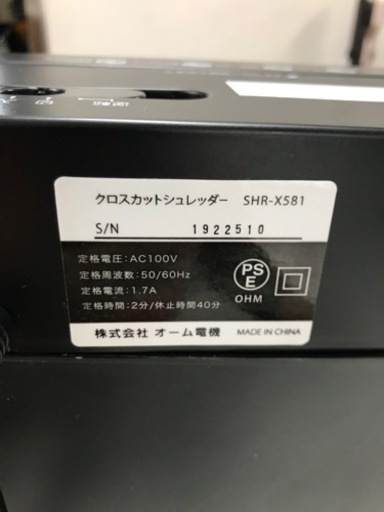 クロスカットシュレッダー SHR-X581
S/N 1922510
定格電圧:AC100V
定格周波数:50/60Hz
定格電流:1.7A
定格時間:2分/休止時間40分
PS
E
OHM
株式会社 オーム電機 MADE IN CHINA